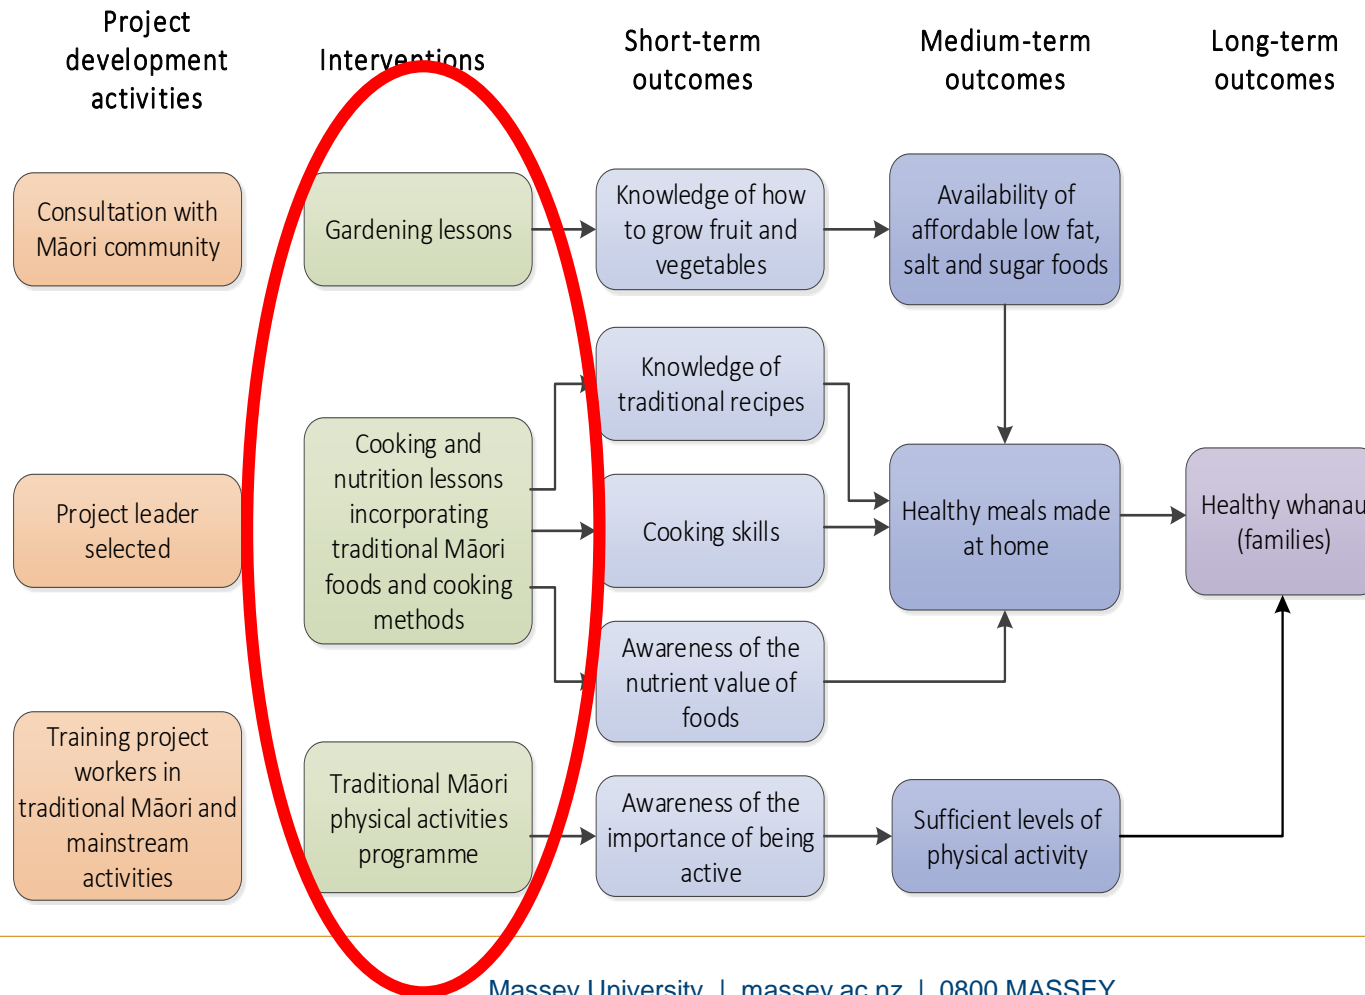 Project
development
activities
Interventions
Short-term
outcomes
Medium-term
outcomes
Long-term
outcomes
Consultation with
Māori community
Gardening lessons
Knowledge of how
to grow fruit and
vegetables
Availability of
affordable low fat,
salt and sugar foods
Knowledge of
traditional recipes
Project leader
selected
Cooking and
nutrition lessons
incorporating
traditional Māori
foods and cooking
methods
Cooking skills
Healthy meals made
at home
Healthy whanau
(families)
Awareness of the
nutrient value of
foods
Training project
workers in
traditional Māori and
mainstream
activities
Traditional Māori
physical activities
programme
Awareness of the
importance of being
active
Sufficient levels of
physical activity
Massey University | massey.ac.nz | 0800 MASSEY